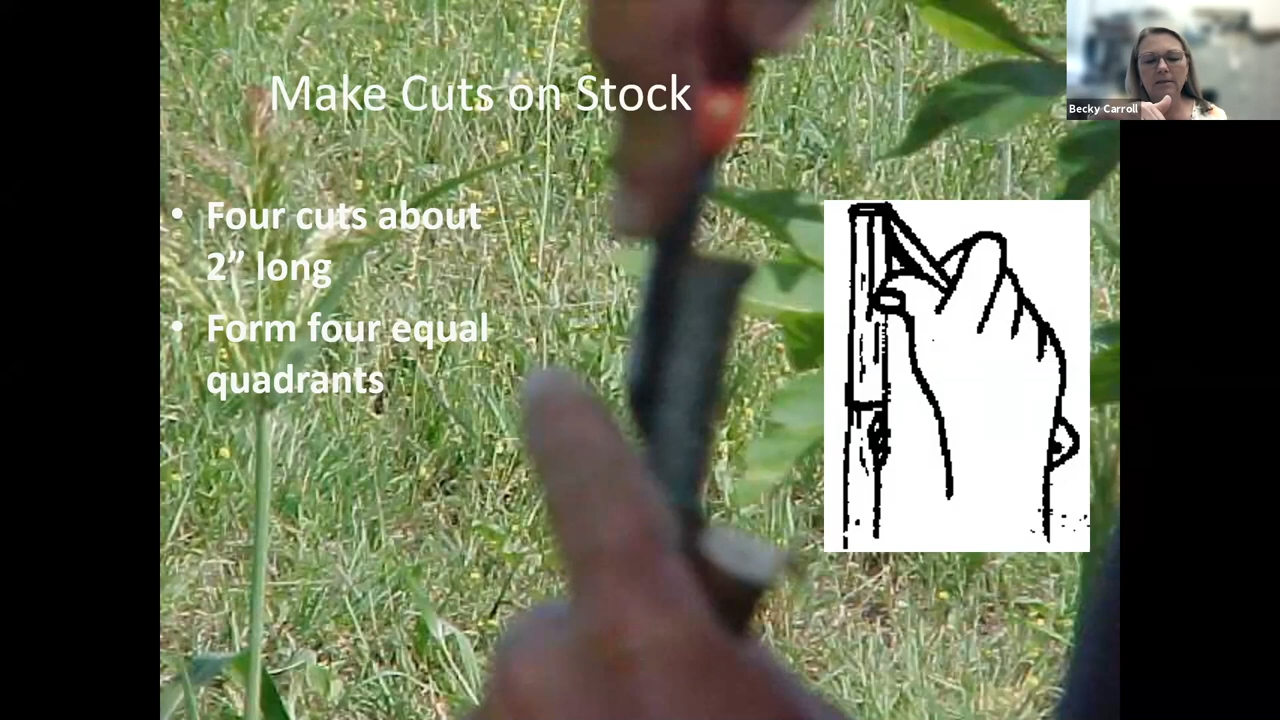 Make Cuts on Stock
• Four cuts about
2” long
• Form four equal
quadrants
Becky Carroll